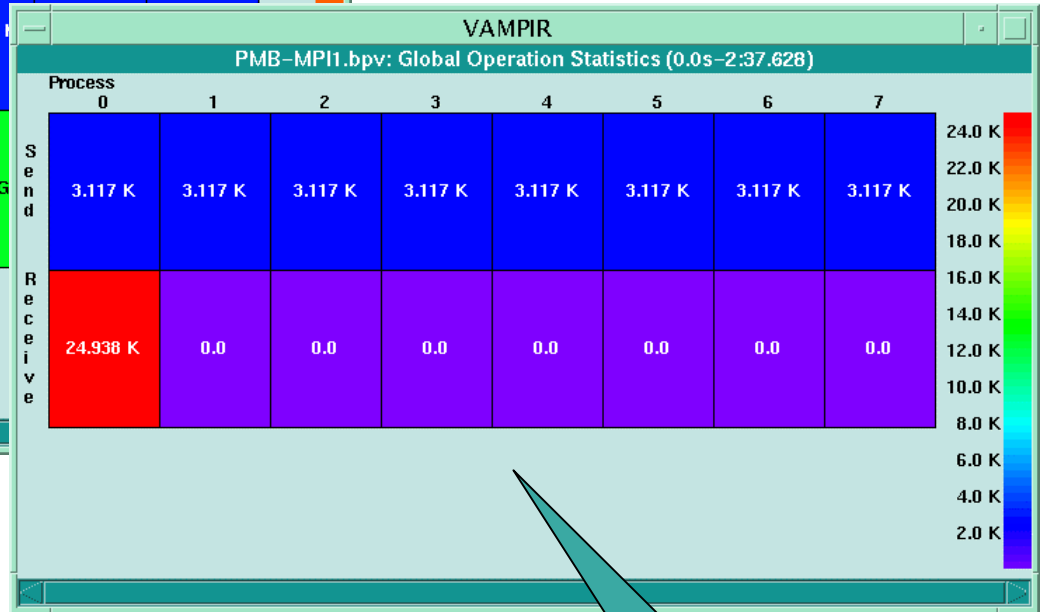 VAMPIR
PMB-MPI1.bpv: Global Operation Statistics (0.0s-2:37.628)
Process
0 1 2 3 4 5 6 7
Send
3.117 K 3.117 K 3.117 K 3.117 K 3.117 K 3.117 K 3.117 K 3.117 K
Receive
24.938 K 0.0 0.0 0.0 0.0 0.0 0.0 0.0
24.0 K
22.0 K
20.0 K
18.0 K
16.0 K
14.0 K
12.0 K
10.0 K
8.0 K
6.0 K
4.0 K
2.0 K